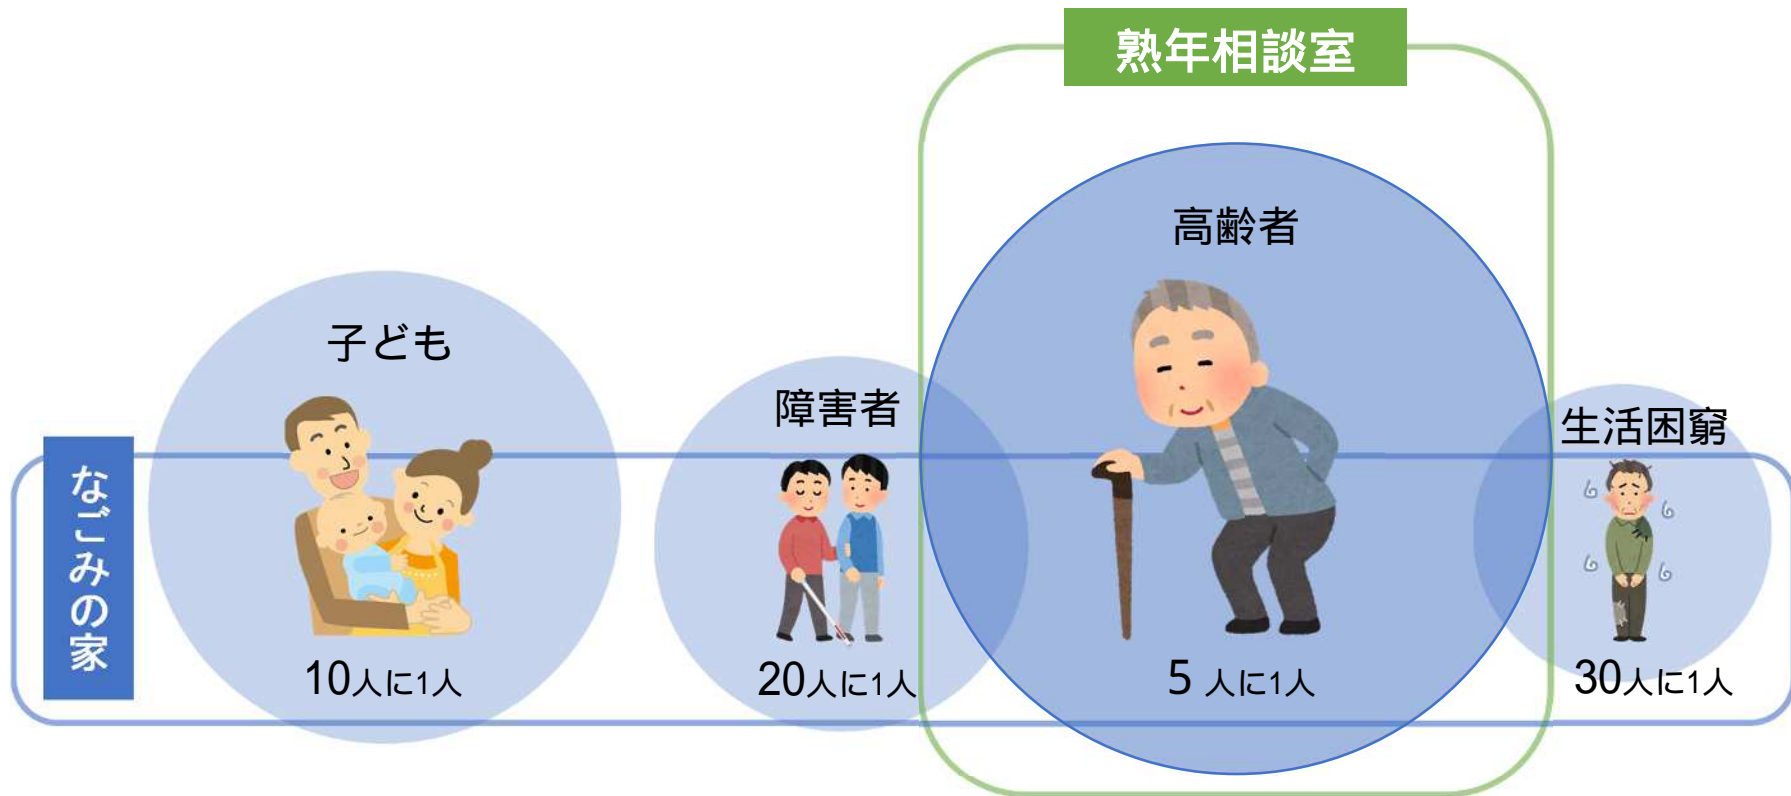 熟年相談室
高齢者
子ども
障害者
生活困窮
なごみの家
10人に1人
20人に1人
5 人に1人
30人に1人